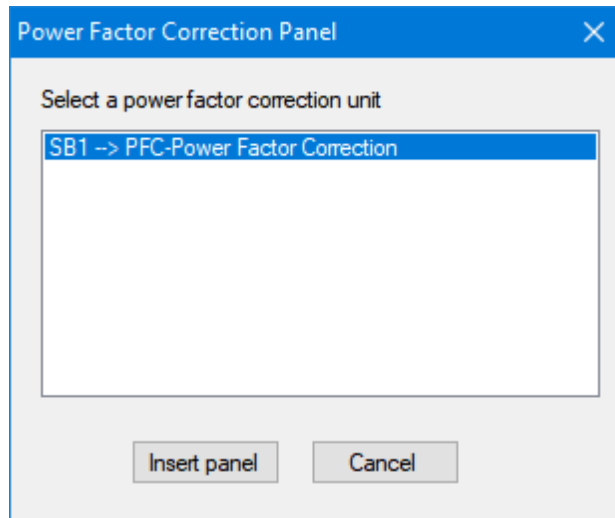 Power Factor Correction Panel
Select a power factor correction unit
SB1 --> PFC-Power Factor Correction
Insert panel
Cancel